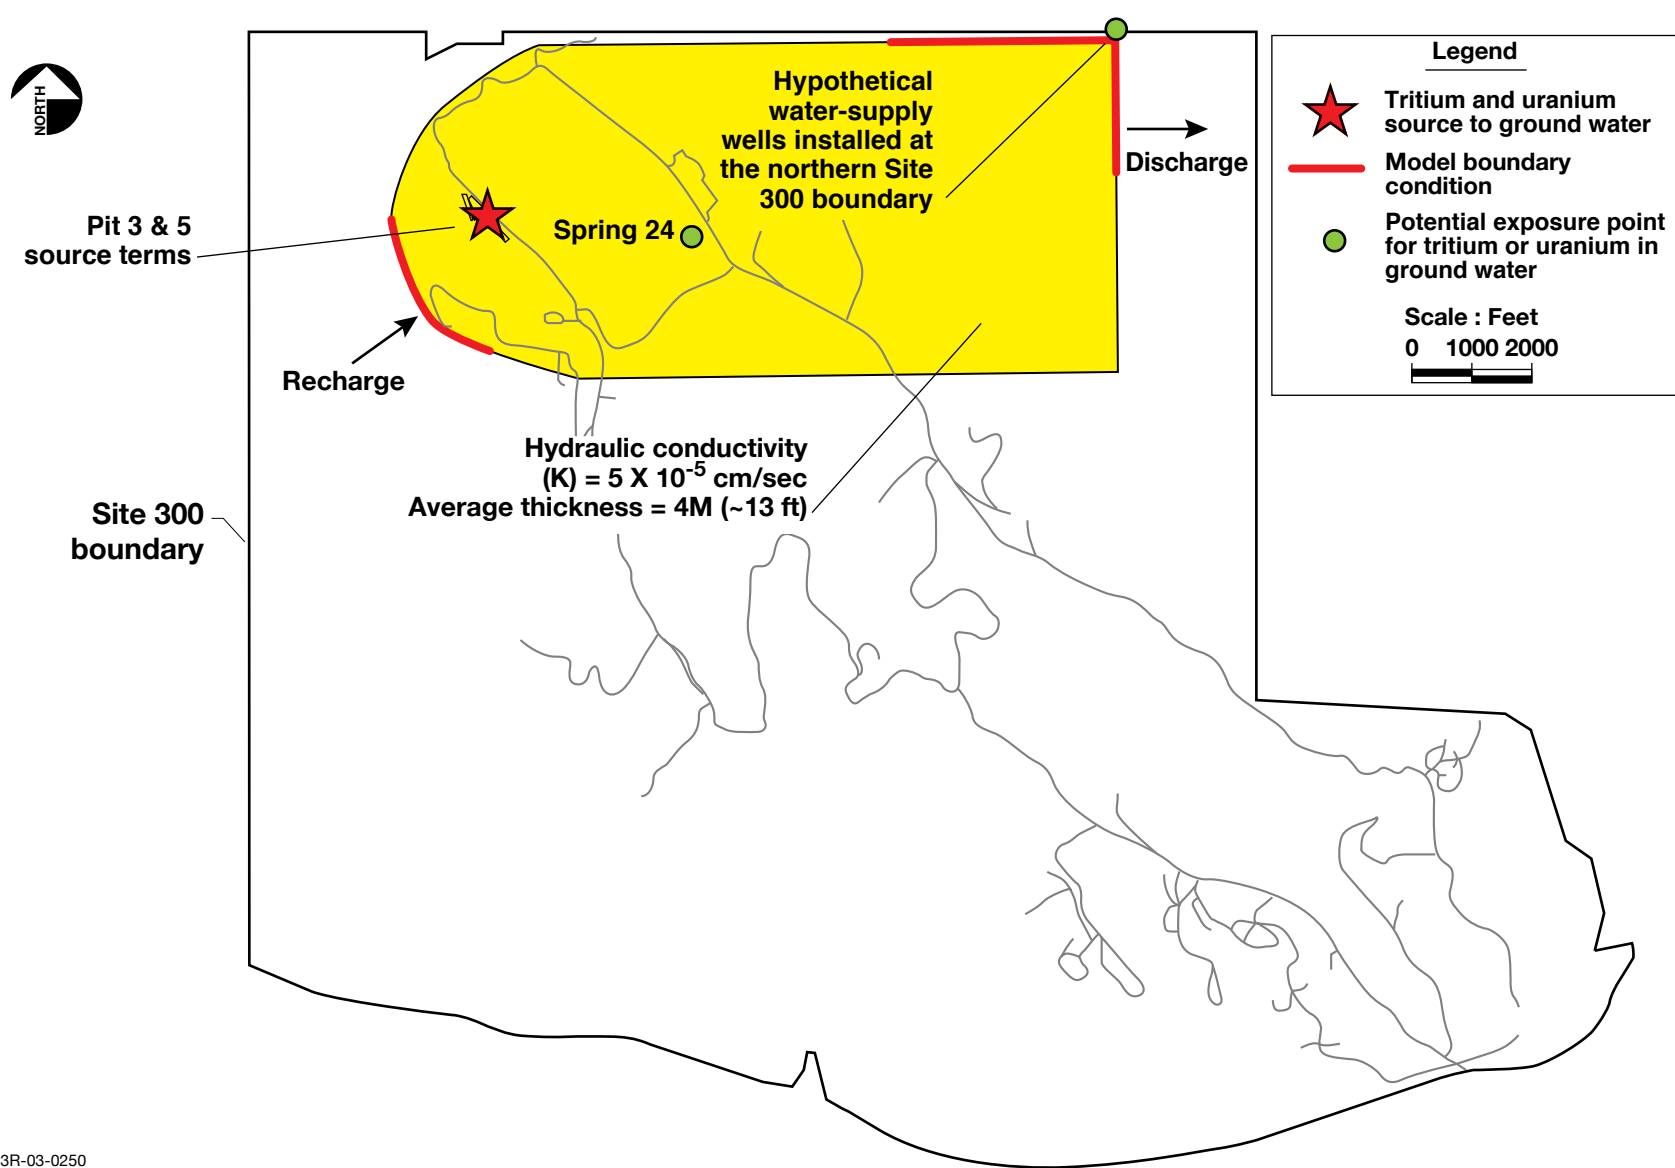 NORTH
Hypothetical
water-supply
wells installed at
the northern Site
300 boundary
Discharge
Pit 3 & 5
source terms
Spring 24
Recharge
Hydraulic conductivity
(K) = 5 X 10⁻⁵ cm/sec
Average thickness = 4M (~13 ft)
Site 300
boundary
Legend
Tritium and uranium
source to ground water
Model boundary
condition
Potential exposure point
for tritium or uranium in
ground water
Scale : Feet
0 1000 2000
3R-03-0250